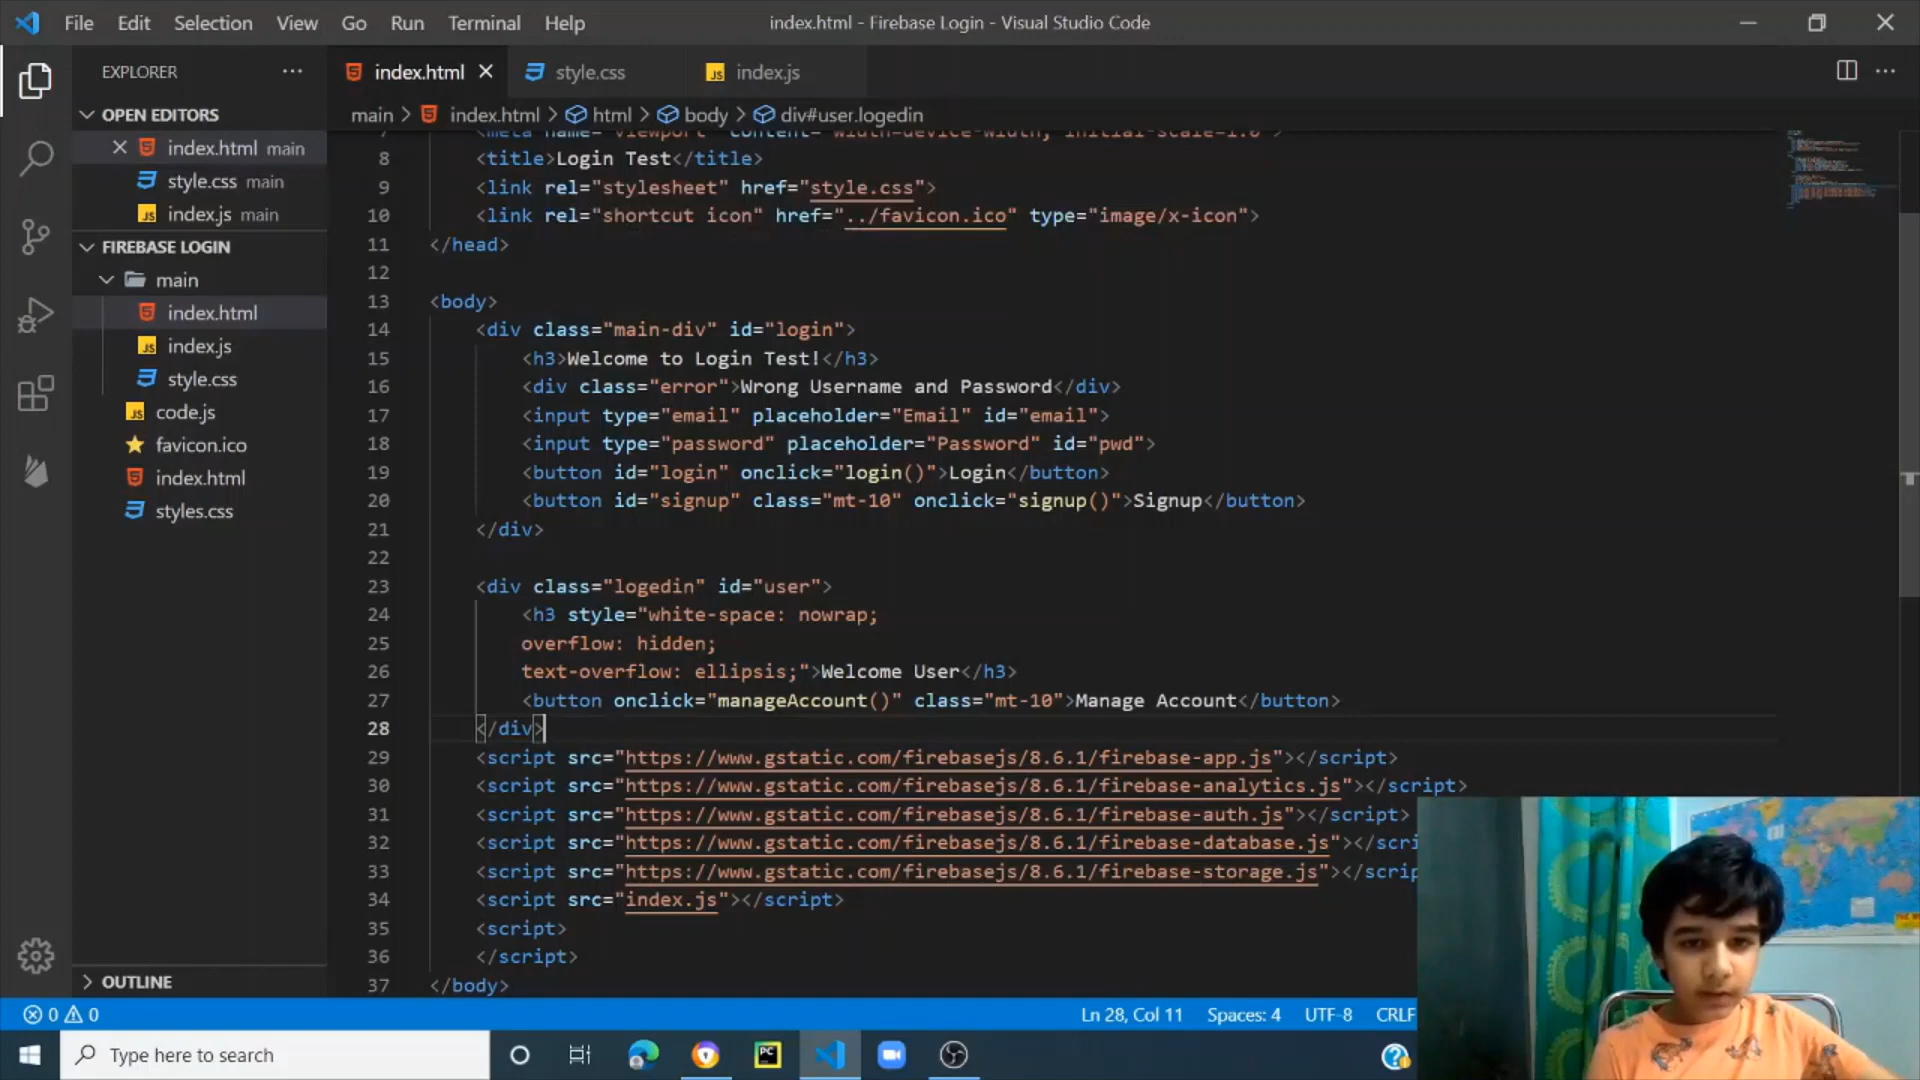 File Edit Selection View Go Run Terminal Help index.html - Firebase Login - Visual Studio Code
EXPLORER
index.html
style.css
index.js
OPEN EDITORS
index.html main
style.css main
index.js main
FIREBASE LOGIN
main
index.html
index.js
style.css
code.js
favicon.ico
index.html
styles.css
OUTLINE
main > index.html > html > body > div#user.logedin
7 <meta name="viewport" content="width=device-width, initial-scale=1.0">
8 <title>Login Test</title>
9 <link rel="stylesheet" href="style.css">
10 <link rel="shortcut icon" href="../favicon.ico" type="image/x-icon">
11 </head>
12
13 <body>
14 <div class="main-div" id="login">
15 <h3>Welcome to Login Test!</h3>
16 <div class="error">Wrong Username and Password</div>
17 <input type="email" placeholder="Email" id="email">
18 <input type="password" placeholder="Password" id="pwd">
19 <button id="login" onclick="login()">Login</button>
20 <button id="signup" class="mt-10" onclick="signup()">Signup</button>
21 </div>
22
23 <div class="logedin" id="user">
24 <h3 style="white-space: nowrap;
25 overflow: hidden;
26 text-overflow: ellipsis;">Welcome User</h3>
27 <button onclick="manageAccount()" class="mt-10">Manage Account</button>
28 </div>
29 <script src="https://www.gstatic.com/firebasejs/8.6.1/firebase-app.js"></script>
30 <script src="https://www.gstatic.com/firebasejs/8.6.1/firebase-analytics.js"></script>
31 <script src="https://www.gstatic.com/firebasejs/8.6.1/firebase-auth.js"></script>
32 <script src="https://www.gstatic.com/firebasejs/8.6.1/firebase-database.js"></scri
33 <script src="https://www.gstatic.com/firebasejs/8.6.1/firebase-storage.js"></scrip
34 <script src="index.js"></script>
35 <script>
36 </script>
37 </body>
0 0
Ln 28, Col 11 Spaces: 4 UTF-8 CRLF
Type here to search
PC